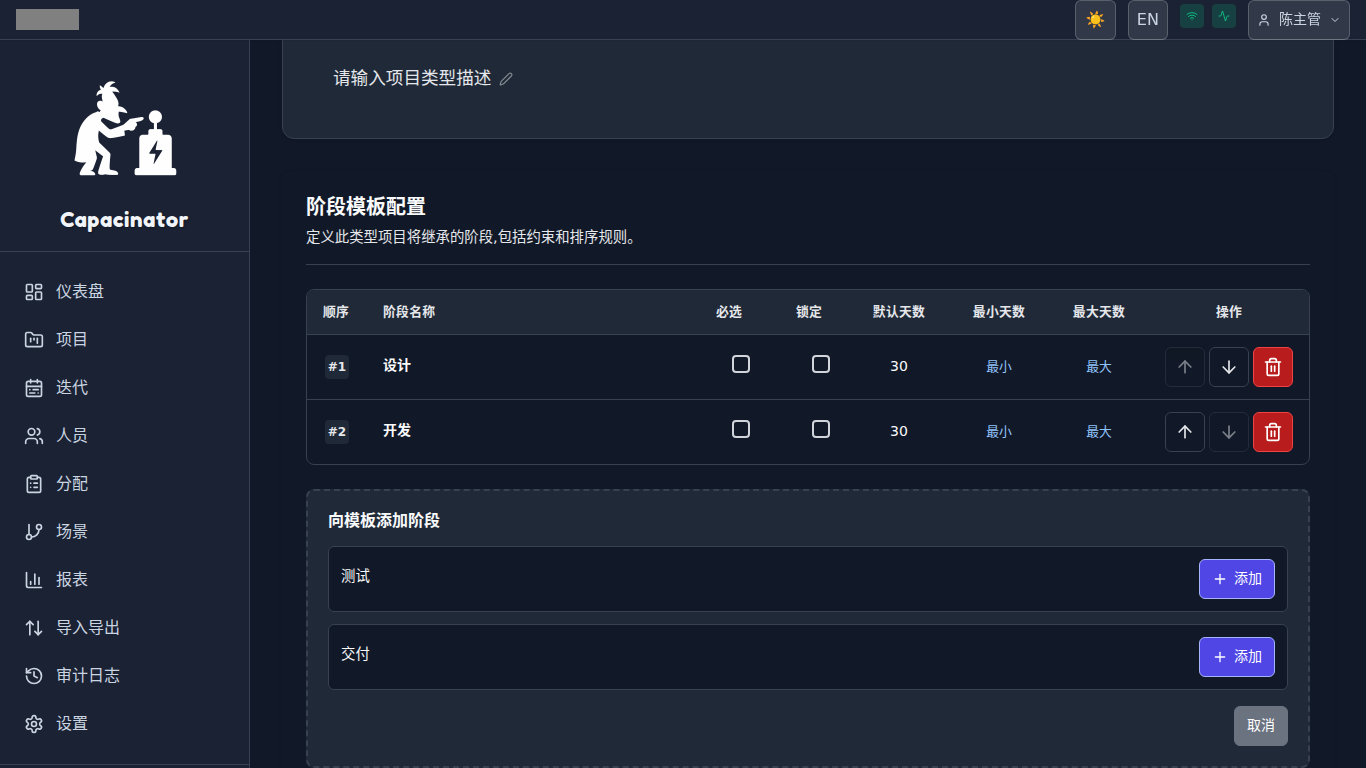 EN
陈主管
Capacinator
仪表盘
项目
迭代
人员
分配
场景
报表
导入导出
审计日志
设置
请输入项目类型描述
阶段模板配置
定义此类型项目将继承的阶段,包括约束和排序规则。
顺序 阶段名称 必选 锁定 默认天数 最小天数 最大天数 操作
#1 设计 30 最小 最大
#2 开发 30 最小 最大
向模板添加阶段
测试 添加
交付 添加
取消